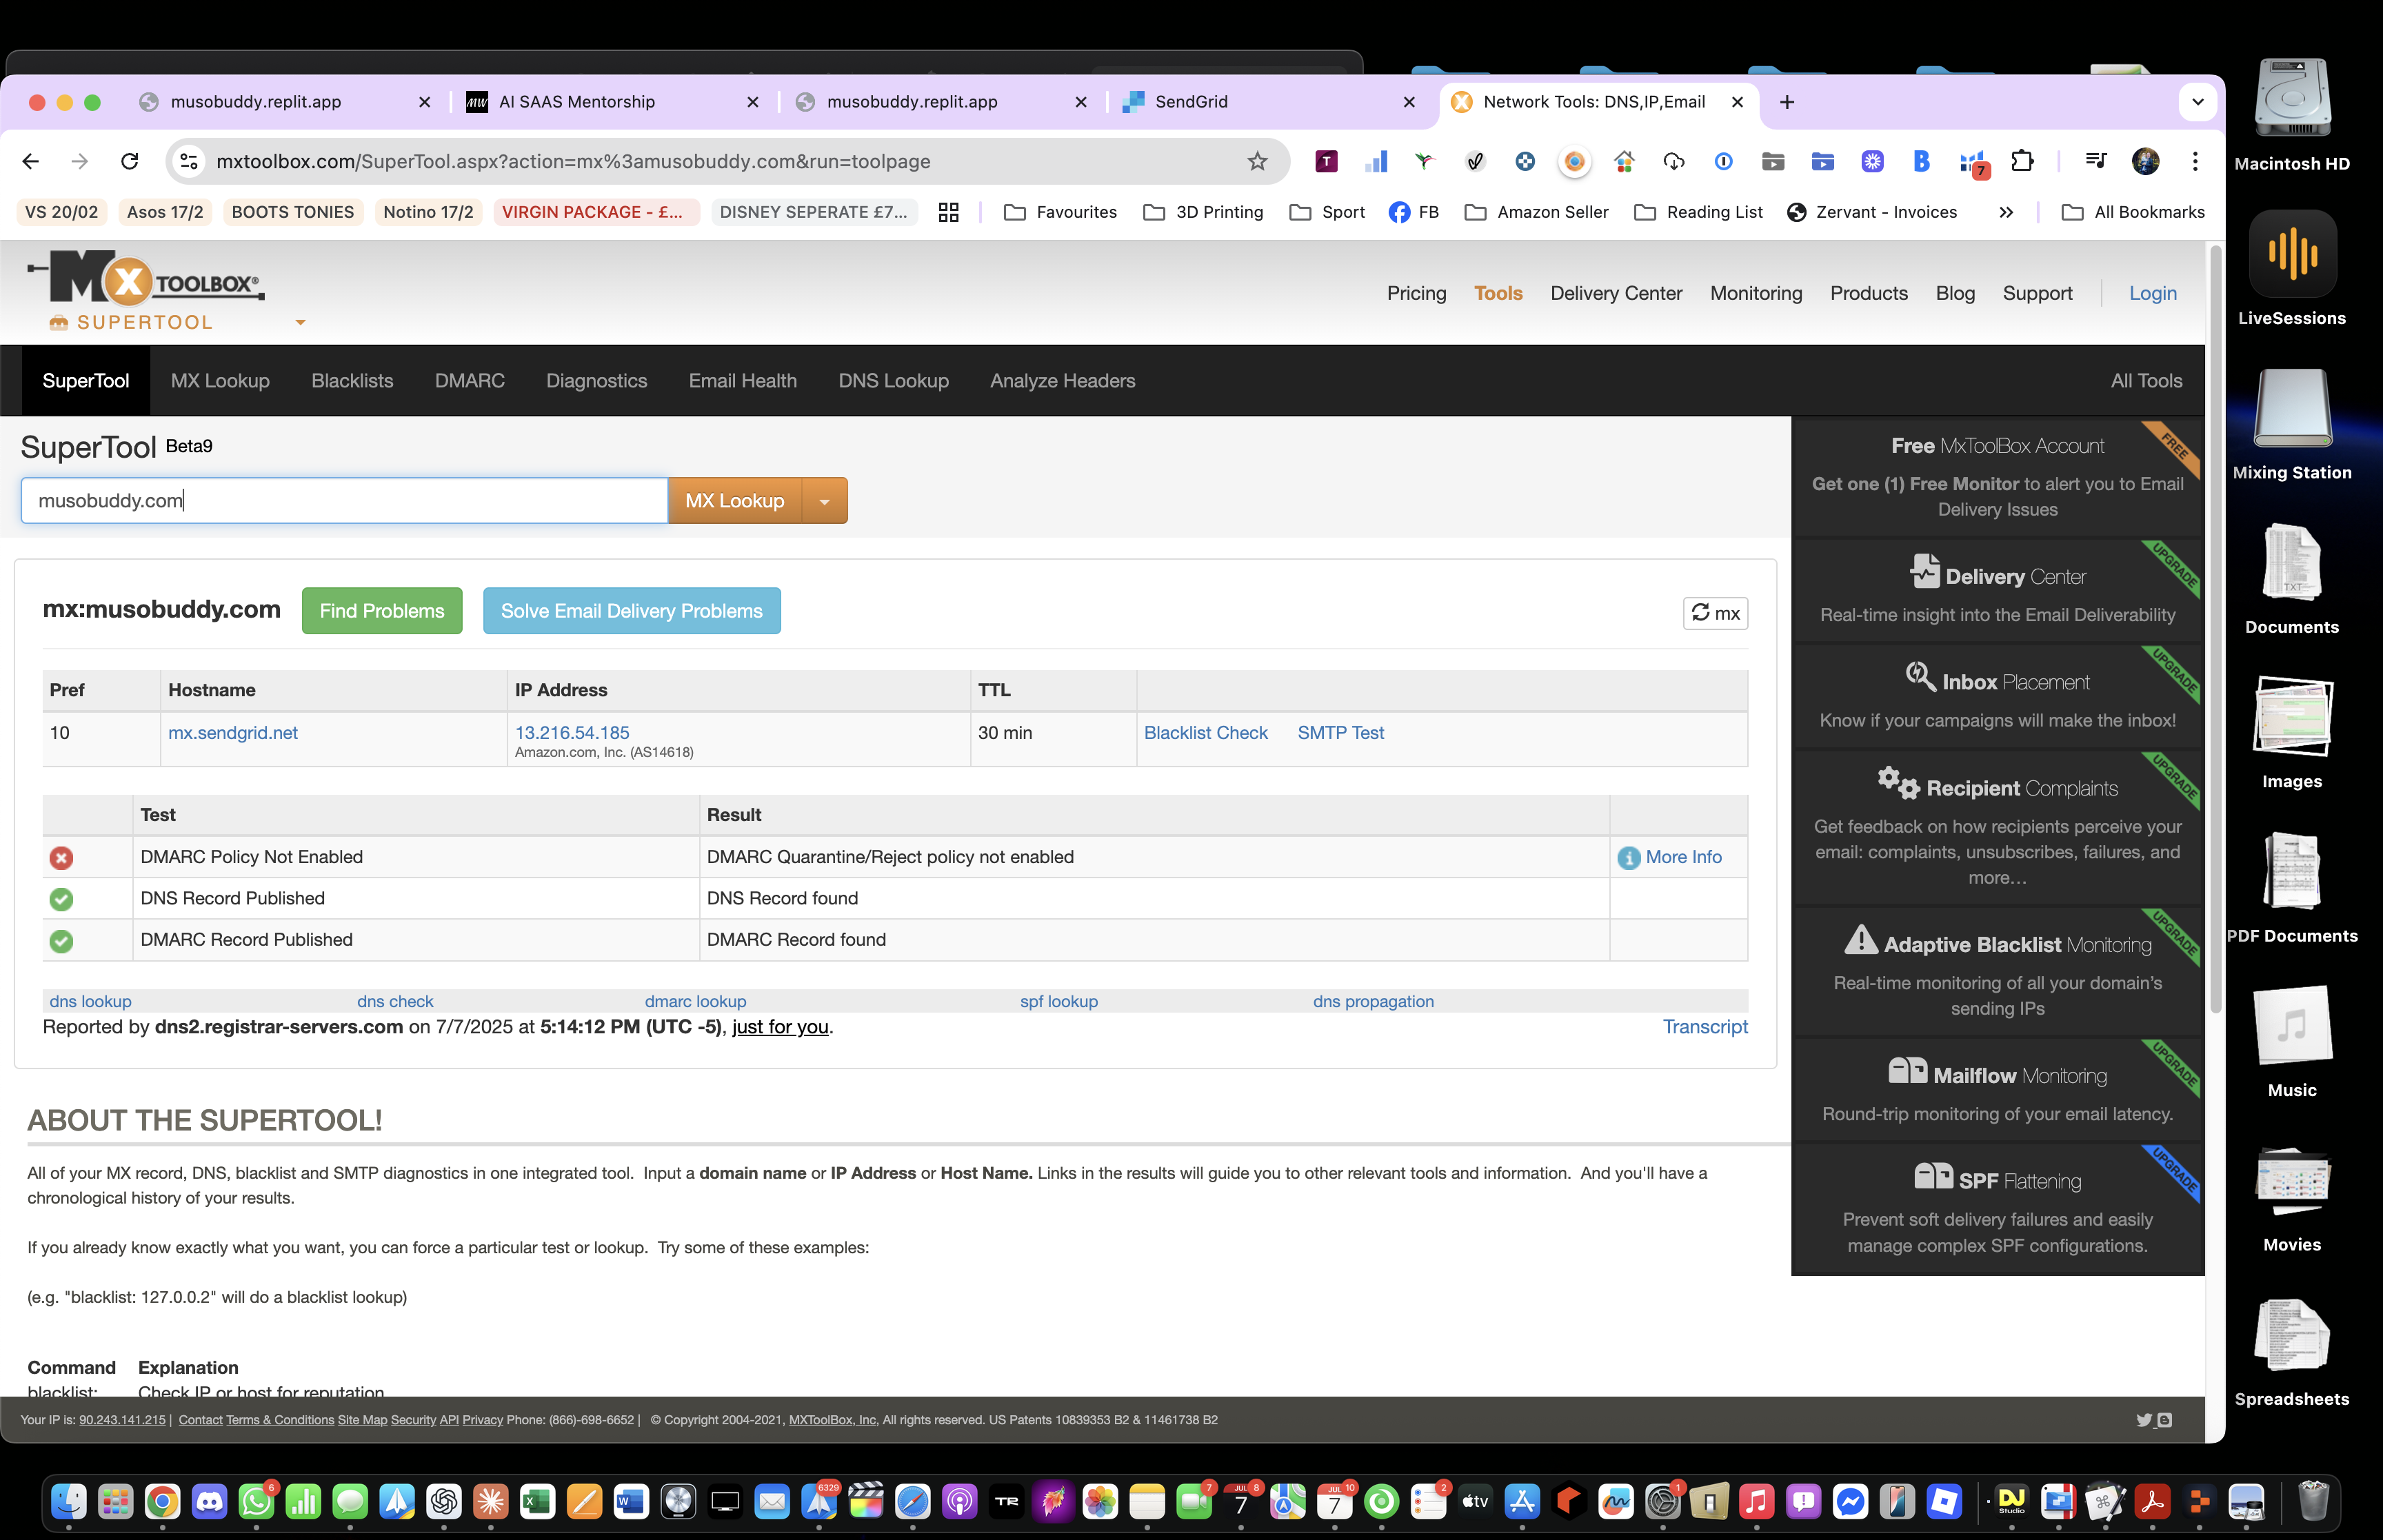 musobuddy.replit.app
AI SAAS Mentorship
musobuddy.replit.app
SendGrid
Network Tools: DNS,IP,Email
mxtoolbox.com/SuperTool.aspx?action=mx%3amusobuddy.com&run=toolpage
7
VS 20/02
Asos 17/2
BOOTS TONIES
Notino 17/2
VIRGIN PACKAGE - £...
DISNEY SEPERATE £7...
Favourites
3D Printing
Sport
FB
Amazon Seller
Reading List
Zervant - Invoices
All Bookmarks
MX TOOLBOX®
SUPERTOOL
Pricing
Tools
Delivery Center
Monitoring
Products
Blog
Support
Login
SuperTool
MX Lookup
Blacklists
DMARC
Diagnostics
Email Health
DNS Lookup
Analyze Headers
All Tools
SuperTool Beta9
musobuddy.com
MX Lookup
mx:musobuddy.com
Find Problems
Solve Email Delivery Problems
mx
Pref Hostname IP Address TTL
10 mx.sendgrid.net 13.216.54.185 30 min Blacklist Check SMTP Test
Amazon.com, Inc. (AS14618)
Test Result
DMARC Policy Not Enabled DMARC Quarantine/Reject policy not enabled More Info
DNS Record Published DNS Record found
DMARC Record Published DMARC Record found
dns lookup dns check dmarc lookup spf lookup dns propagation
Reported by dns2.registrar-servers.com on 7/7/2025 at 5:14:12 PM (UTC -5), just for you.
Transcript
ABOUT THE SUPERTOOL!
All of your MX record, DNS, blacklist and SMTP diagnostics in one integrated tool. Input a domain name or IP Address or Host Name. Links in the results will guide you to other relevant tools and information. And you'll have a
chronological history of your results.
If you already know exactly what you want, you can force a particular test or lookup. Try some of these examples:
(e.g. "blacklist: 127.0.0.2" will do a blacklist lookup)
Command Explanation
blacklist: Check IP or host for reputation
Free MxToolBox Account
FREE
Get one (1) Free Monitor to alert you to Email
Delivery Issues
Delivery Center
UPGRADE
Real-time insight into the Email Deliverability
Inbox Placement
UPGRADE
Know if your campaigns will make the inbox!
Recipient Complaints
UPGRADE
Get feedback on how recipients perceive your
email: complaints, unsubscribes, failures, and
more...
Adaptive Blacklist Monitoring
UPGRADE
Real-time monitoring of all your domain's
sending IPs
Mailflow Monitoring
UPGRADE
Round-trip monitoring of your email latency.
SPF Flattening
UPGRADE
Prevent soft delivery failures and easily
manage complex SPF configurations.
Your IP is: 90.243.141.215 | Contact Terms & Conditions Site Map Security API Privacy Phone: (866)-698-6652 | © Copyright 2004-2021, MXToolBox, Inc, All rights reserved. US Patents 10839353 B2 & 11461738 B2
Macintosh HD
LiveSessions
Mixing Station
TXT
Documents
Images
PDF Documents
Music
Movies
Spreadsheets
6
6329
TR
7
JUL 8
7
JUL 10
7
2
tv
1
DJ
Studio